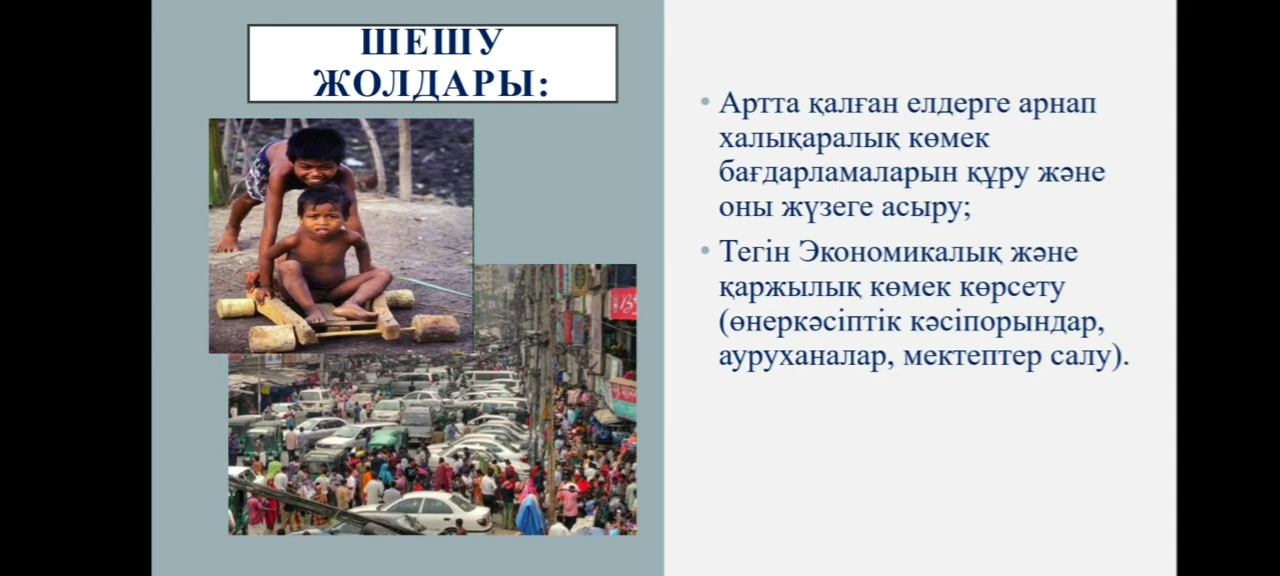 ШЕШУ
ЖОЛДАРЫ:
• Артта қалған елдерге арнап
халықаралық көмек
бағдарламаларын құру және
оны жүзеге асыру;
• Тегін Экономикалық және
қаржылық көмек көрсету
(өнеркәсіптік кәсіпорындар,
ауруханалар, мектептер салу).